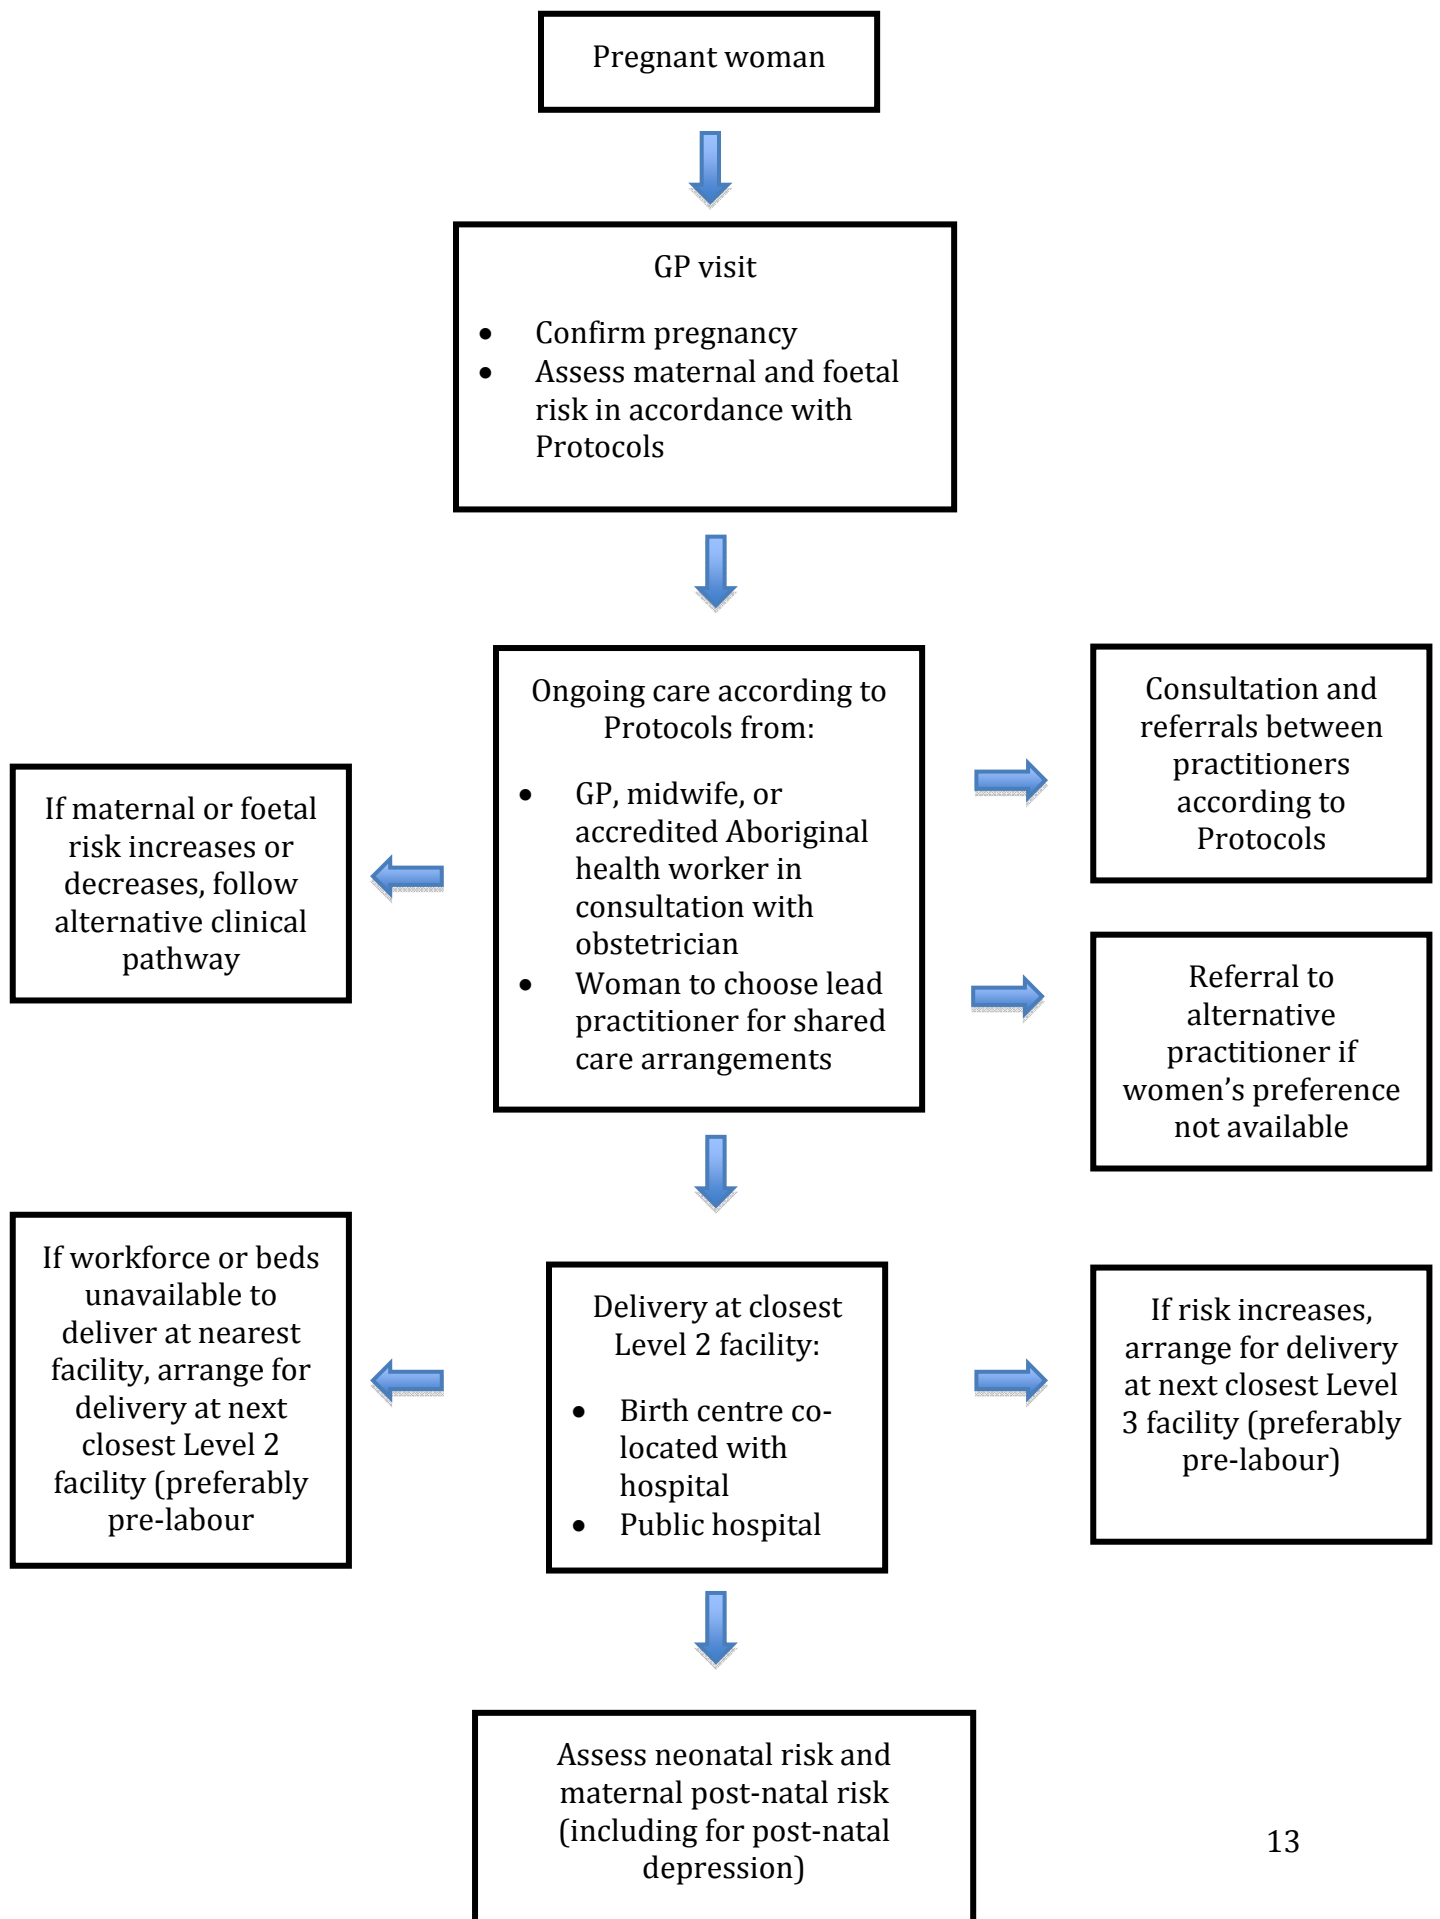 Pregnant woman
GP visit
• Confirm pregnancy
• Assess maternal and foetal
risk in accordance with
Protocols
Ongoing care according to
Protocols from:
• GP, midwife, or
accredited Aboriginal
health worker in
consultation with
obstetrician
• Woman to choose lead
practitioner for shared
care arrangements
Consultation and
referrals between
practitioners
according to
Protocols
If maternal or foetal
risk increases or
decreases, follow
alternative clinical
pathway
Referral to
alternative
practitioner if
women’s preference
not available
If workforce or beds
unavailable to
deliver at nearest
facility, arrange for
delivery at next
closest Level 2
facility (preferably
pre-labour
Delivery at closest
Level 2 facility:
• Birth centre co-
located with
hospital
• Public hospital
If risk increases,
arrange for delivery
at next closest Level
3 facility (preferably
pre-labour)
Assess neonatal risk and
maternal post-natal risk
(including for post-natal
depression)
13